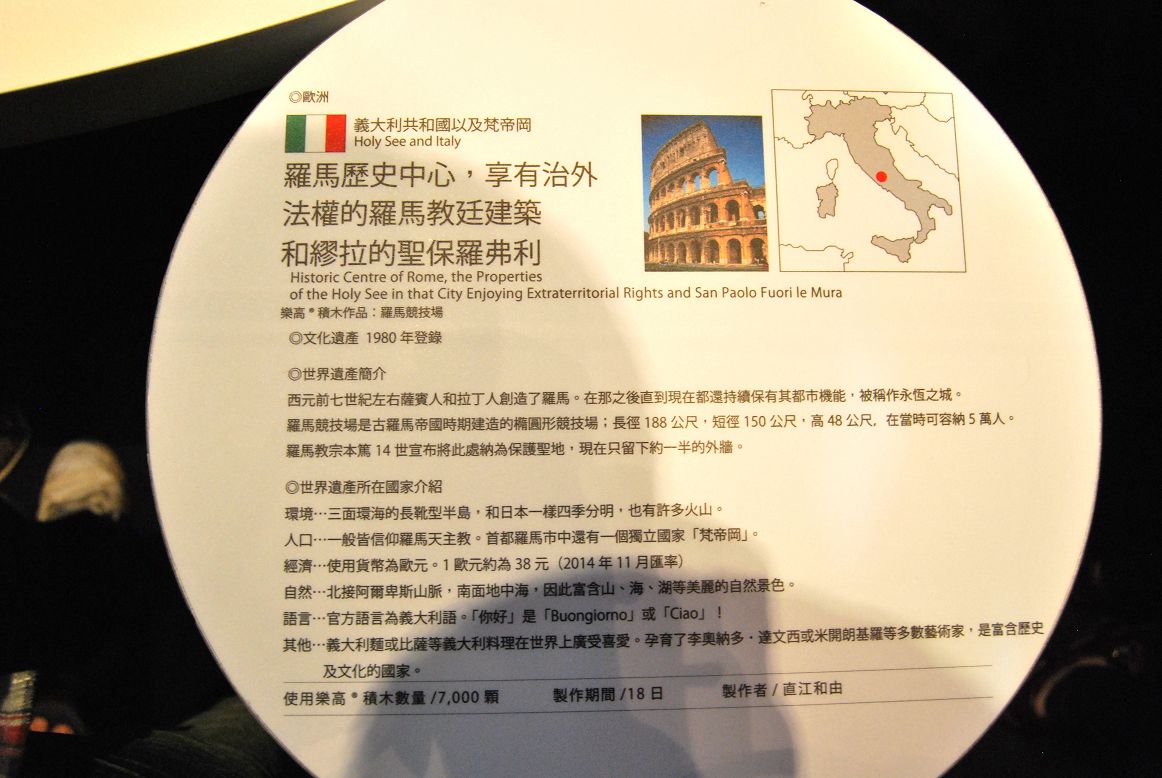 ◎歐洲
義大利共和國以及梵帝岡
Holy See and Italy
羅馬歷史中心，享有治外
法權的羅馬教廷建築
和繆拉的聖保羅弗利
Historic Centre of Rome, the Properties
of the Holy See in that City Enjoying Extraterritorial Rights and San Paolo Fuori le Mura
樂高®積木作品：羅馬競技場
◎文化遺產 1980 年登錄
◎世界遺產簡介
西元前七世紀左右薩賓人和拉丁人創造了羅馬。在那之後直到現在都還持續保有其都市機能，被稱作永恆之城。
羅馬競技場是古羅馬帝國時期建造的橢圓形競技場；長徑 188 公尺，短徑 150 公尺，高 48 公尺, 在當時可容納 5 萬人。
羅馬教宗本篤 14 世宣布將此處納為保護聖地，現在只留下約一半的外牆。
◎世界遺產所在國家介紹
環境…三面環海的長靴型半島，和日本一樣四季分明，也有許多火山。
人口…一般皆信仰羅馬天主教。首都羅馬市中還有一個獨立國家「梵帝岡」。
經濟…使用貨幣為歐元。1 歐元約為 38 元（2014 年 11 月匯率）
自然…北接阿爾卑斯山脈，南面地中海，因此富含山、海、湖等美麗的自然景色。
語言…官方語言為義大利語。「你好」是「Buongiorno」或「Ciao」！
其他…義大利麵或比薩等義大利料理在世界上廣受喜愛。孕育了李奧納多・達文西或米開朗基羅等多數藝術家，是富含歷史
及文化的國家。
使用樂高®積木數量 /7,000 顆 製作期間 /18 日 製作者 / 直江和由